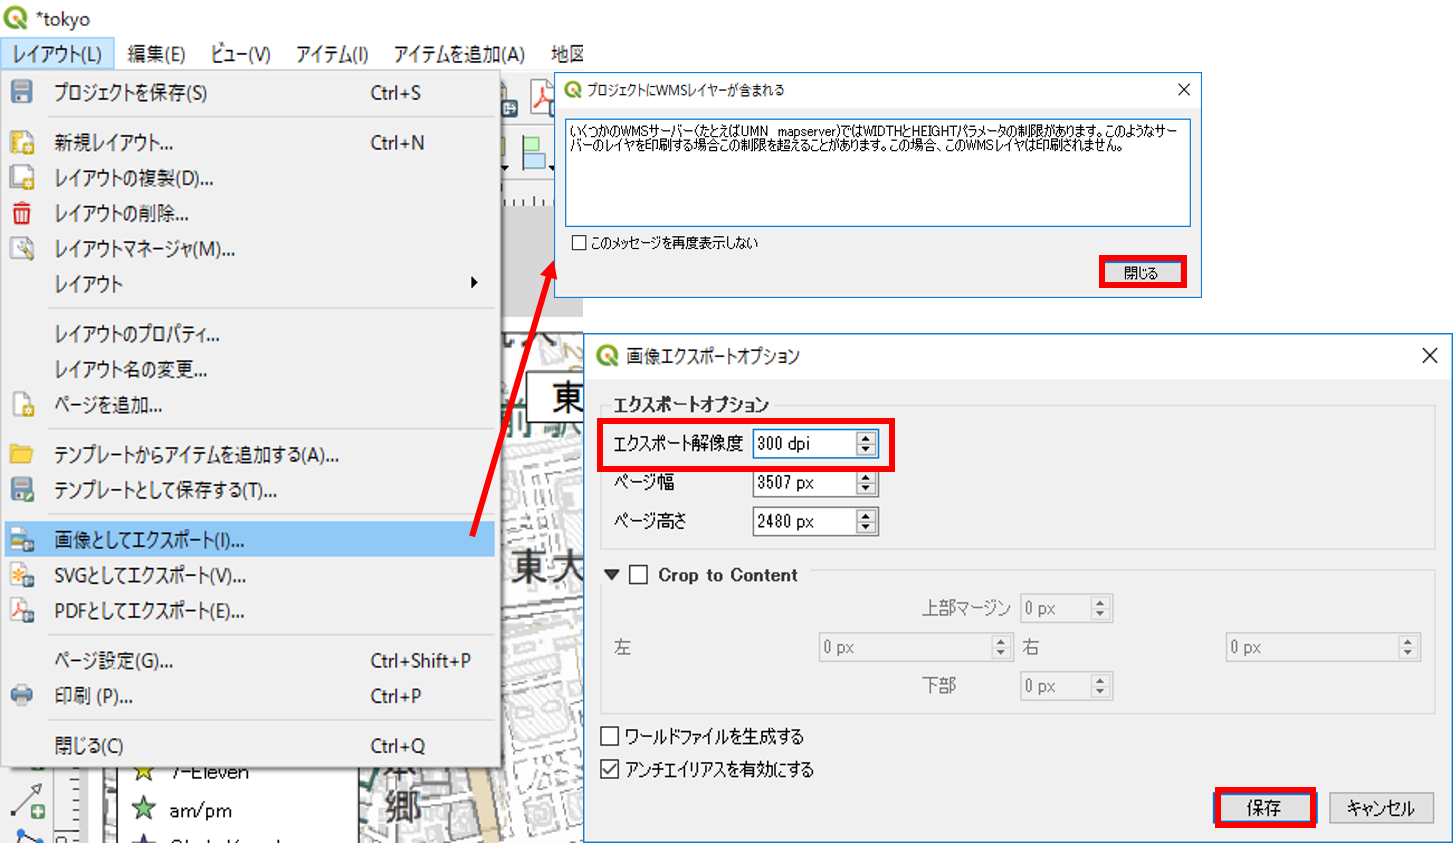 *tokyo
レイアウト(L) 編集(E) ビュー(V) アイテム(I) アイテムを追加(A) 地図
プロジェクトを保存(S) Ctrl+S
新規レイアウト... Ctrl+N
レイアウトの複製(D)...
レイアウトの削除...
レイアウトマネージャ(M)...
レイアウト
レイアウトのプロパティ...
レイアウト名の変更...
ページを追加...
テンプレートからアイテムを追加する(A)...
テンプレートとして保存する(T)...
画像としてエクスポート(I)...
SVGとしてエクスポート(V)...
PDFとしてエクスポート(E)...
ページ設定(G)... Ctrl+Shift+P
印刷 (P)... Ctrl+P
閉じる(C) Ctrl+Q
7-Eleven
am/pm
東
前駅
東大
本郷
プロジェクトにWMSレイヤーが含まれる
いくつかのWMSサーバー(たとえばUMN mapserver)ではWIDTHとHEIGHTパラメータの制限があります。このようなサー
バーのレイヤを印刷する場合この制限を超えることがあります。この場合、このWMSレイヤは印刷されません。
このメッセージを再度表示しない
閉じる
画像エクスポートオプション
エクスポートオプション
エクスポート解像度 300 dpi
ページ幅 3507 px
ページ高さ 2480 px
Crop to Content
上部マージン 0 px
左 0 px 右 0 px
下部 0 px
ワールドファイルを生成する
アンチエイリアスを有効にする
保存 キャンセル